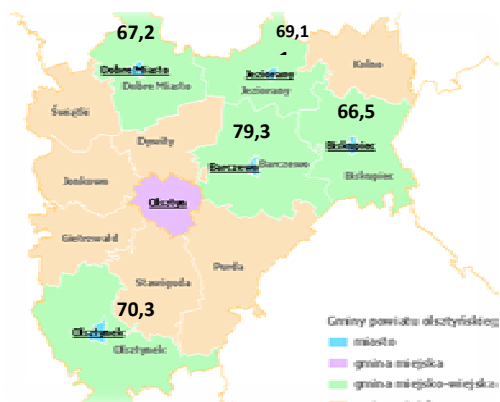 67,2
69,1
Dobre Miasto
Dobre Miasto
Jeziorany
Jeziorany
Kolno
66,5
Świątki
Dywity
79,3
Barczewo
Barczewo
Biskupiec
Biskupiec
Jonkowo
Olsztyn
Gietrzwałd
Stawiguda
Purda
70,3
Olsztynek
Olsztynek
Gminy powiatu olsztyńskiego
miasto
gmina miejska
gmina miejsko-wiejska